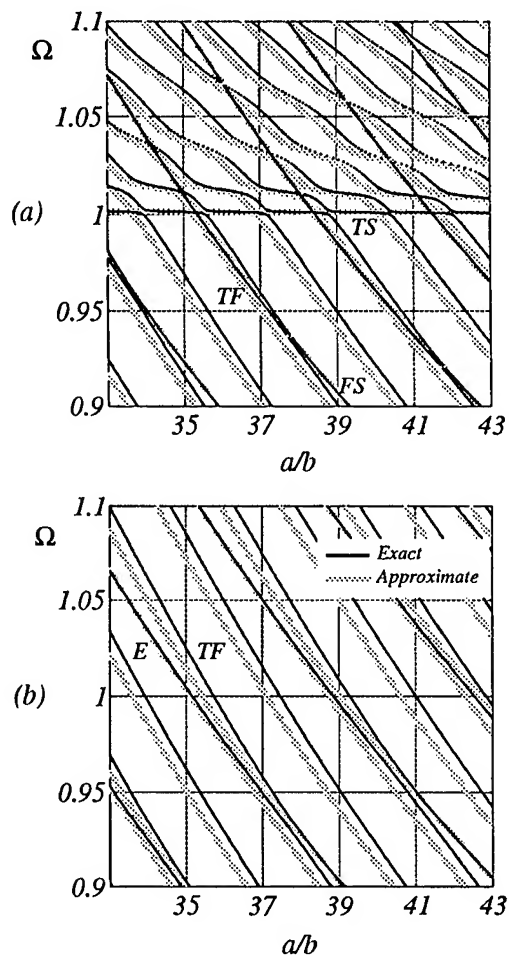 Ω
1.1
1.05
(a)
1
TS
TF
0.95
FS
0.9
35 37 39 41 43
a/b
1.1
Ω
Exact
Approximate
1.05
E TF
(b)
1
0.95
0.9
35 37 39 41 43
a/b